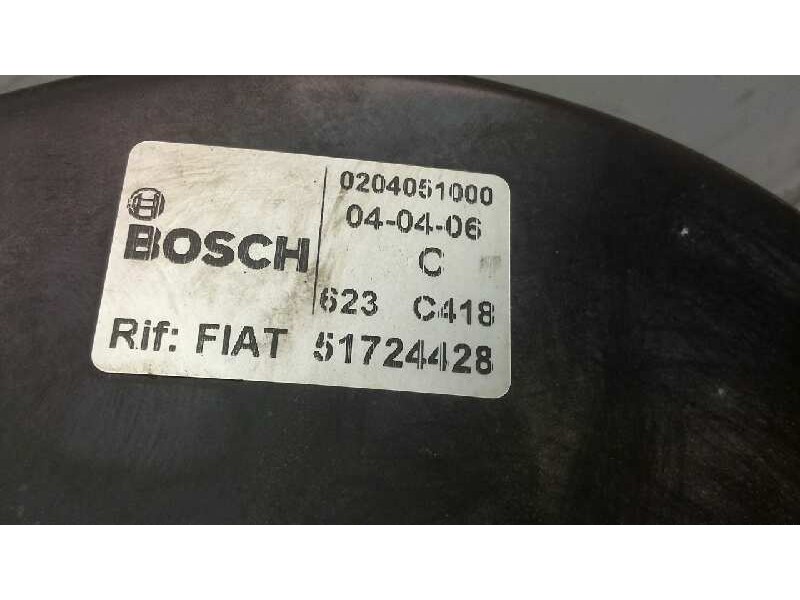 BOSCH
0204051000
04-04-06
C
623 C418
Rif: FIAT 51724428